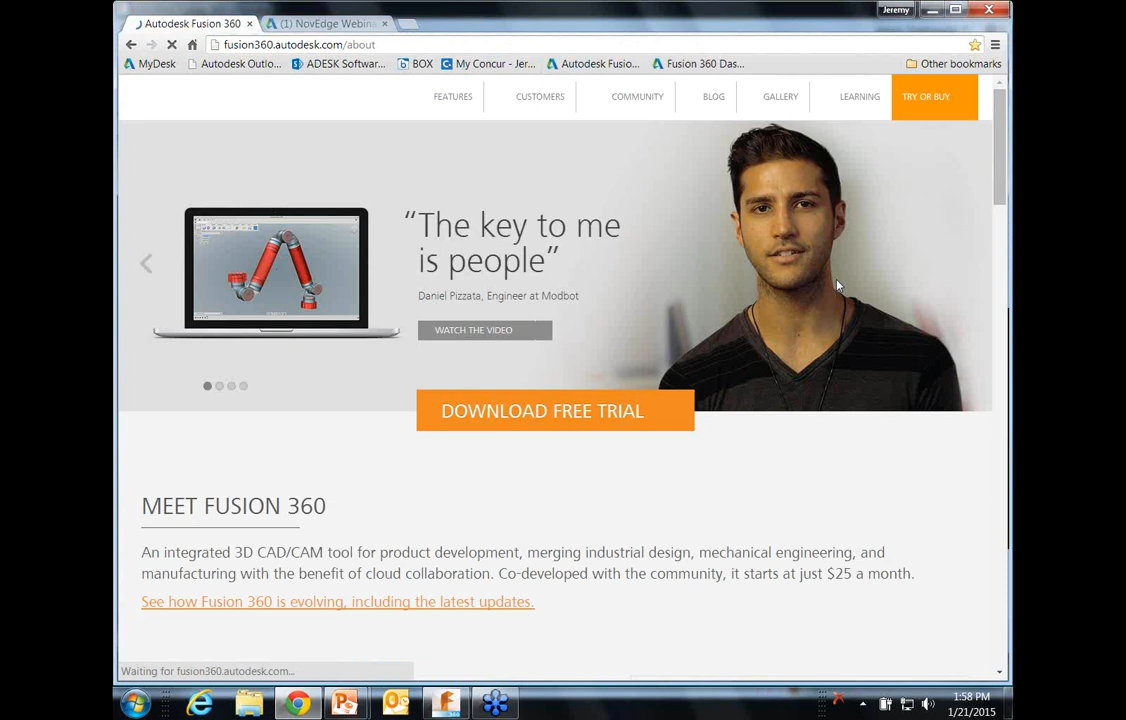 Jeremy
Autodesk Fusion 360
(1) NovEdge Webina
fusion360.autodesk.com/about
MyDesk
Autodesk Outlo...
ADESK Softwar...
BOX
My Concur - Jer...
Autodesk Fusio...
Fusion 360 Das...
Other bookmarks
FEATURES
CUSTOMERS
COMMUNITY
BLOG
GALLERY
LEARNING
TRY OR BUY
“The key to me
is people”
Daniel Pizzata, Engineer at Modbot
WATCH THE VIDEO
DOWNLOAD FREE TRIAL
MEET FUSION 360
An integrated 3D CAD/CAM tool for product development, merging industrial design, mechanical engineering, and
manufacturing with the benefit of cloud collaboration. Co-developed with the community, it starts at just $25 a month.
See how Fusion 360 is evolving, including the latest updates.
Waiting for fusion360.autodesk.com...
1:58 PM
1/21/2015